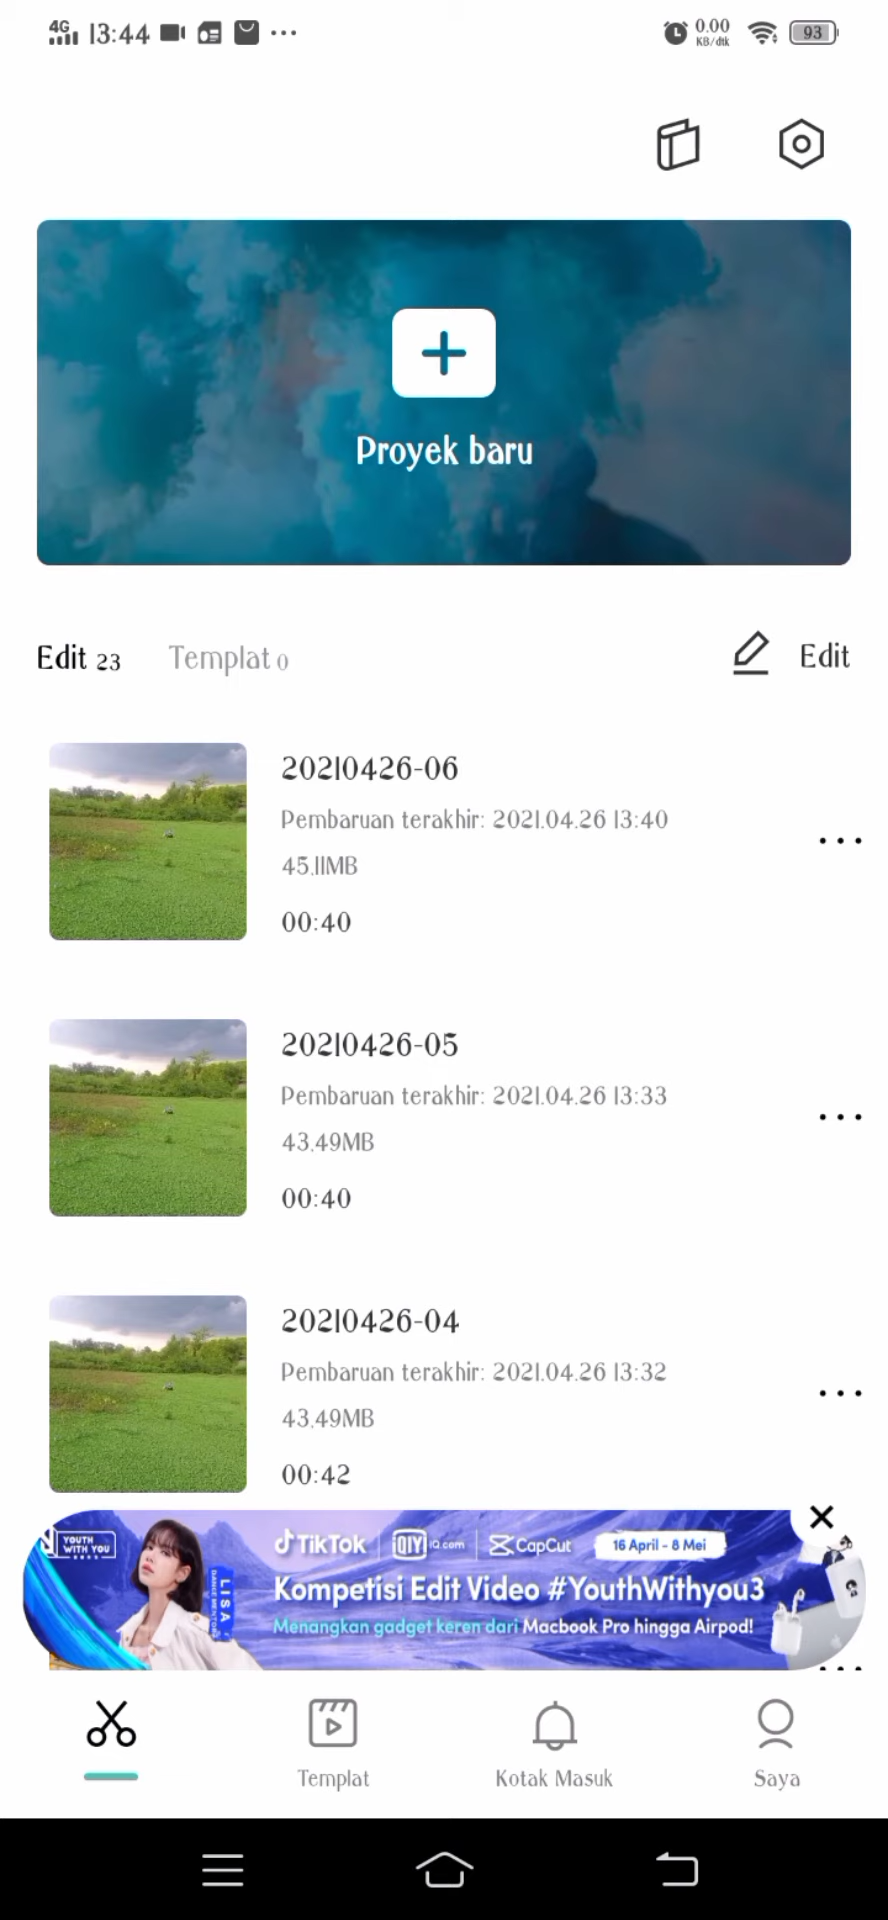 4G 13:44 0.00 KB/dtk 93
Proyek baru
Edit 23 Templat 0 Edit
20210426-06
Pembaruan terakhir: 2021.04.26 13:40
45.11MB
00:40
20210426-05
Pembaruan terakhir: 2021.04.26 13:33
43.49MB
00:40
20210426-04
Pembaruan terakhir: 2021.04.26 13:32
43.49MB
00:42
YOUTH WITH YOU
LISA
DANCE MENTOR
TikTok iQIYI iQ.com CapCut 16 April - 8 Mei
Kompetisi Edit Video #YouthWithyou3
Menangkan gadget keren dari Macbook Pro hingga Airpod!
Templat Kotak Masuk Saya